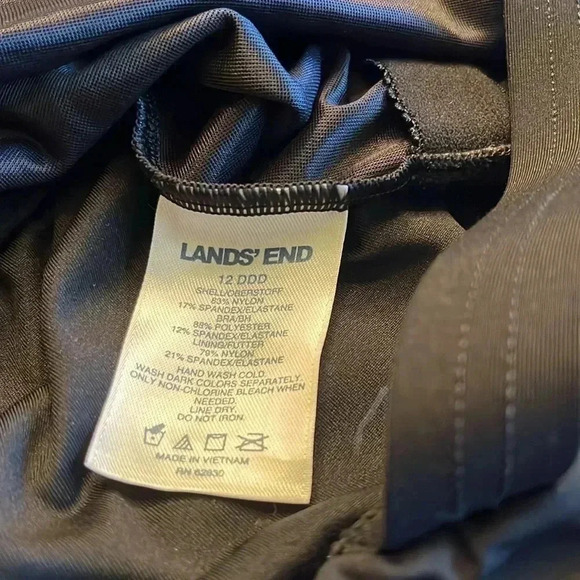 LANDS' END
12 DDD
SHELL/OBERSTOFF
83% NYLON
17% SPANDEX/ELASTANE
BRA/BH
88% POLYESTER
12% SPANDEX/ELASTANE
LINING/FUTTER
79% NYLON
21% SPANDEX/ELASTANE
HAND WASH COLD.
WASH DARK COLORS SEPARATELY
ONLY NON-CHLORINE BLEACH WHEN
NEEDED.
LINE DRY.
DO NOT IRON.
MADE IN VIETNAM
RN 62830